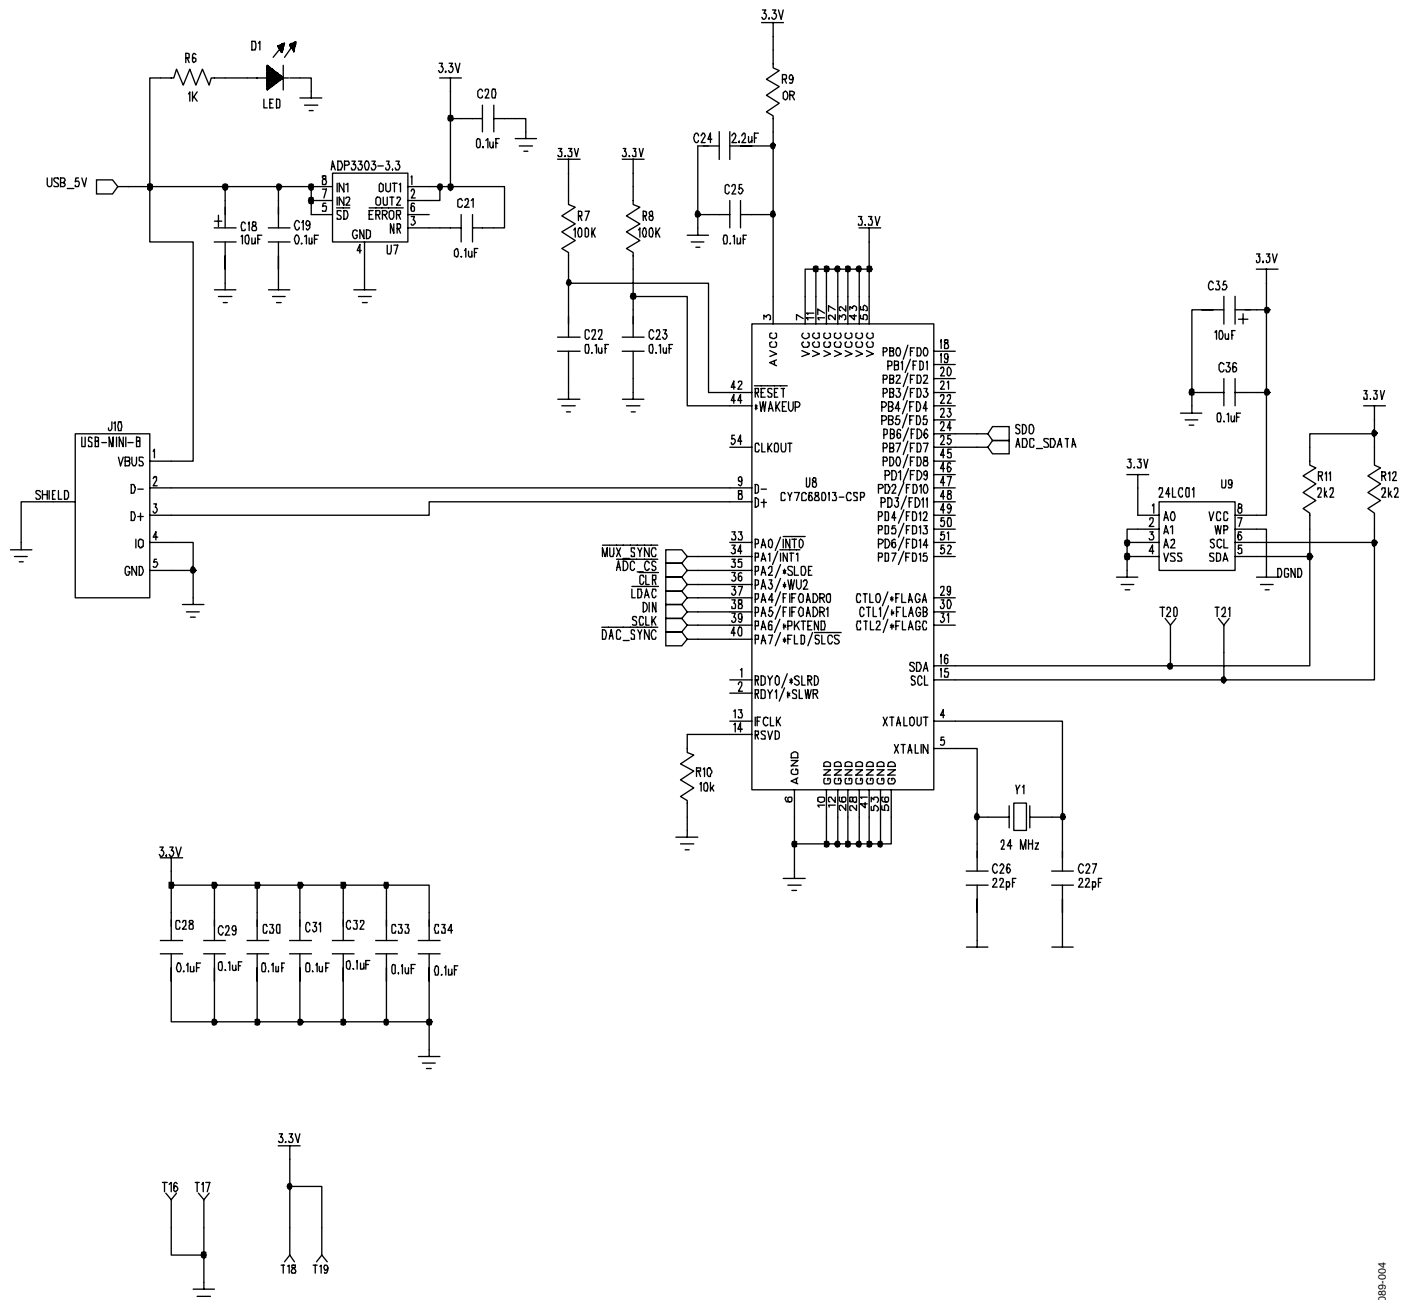 3.3V
D1
R6
1K
LED
3.3V
C20
0.1uF
R9
0R
C24
2.2uF
C25
0.1uF
ADP3303-3.3
USB_5V
8 IN1 OUT1 1
7 IN2 OUT2 2
5 SD ERROR 6
NR 3
GND
4
U7
C18
10uF
C19
0.1uF
C21
0.1uF
3.3V
3.3V
R7
100K
R8
100K
C22
0.1uF
C23
0.1uF
3.3V
3 7 11 17 27 32 43 55
AVCC VCC VCC VCC VCC VCC VCC VCC
42 RESET
44 *WAKEUP
54 CLKOUT
9 D-
8 D+
U8
CY7C68013-CSP
33 PA0/INT0
MUX_SYNC 34 PA1/INT1
ADC_CS 35 PA2/*SLOE
CLR 36 PA3/*WU2
LDAC 37 PA4/FIFOADR0
DIN 38 PA5/FIFOADR1
SCLK 39 PA6/*PKTEND
DAC_SYNC 40 PA7/*FLD/SLCS
1 RDY0/*SLRD
2 RDY1/*SLWR
13 IFCLK
14 RSVD
R10
10k
PB0/FD0 18
PB1/FD1 19
PB2/FD2 20
PB3/FD3 21
PB4/FD4 22
PB5/FD5 23
PB6/FD6 24 SDO
PB7/FD7 25 ADC_SDATA
PD0/FD8 45
PD1/FD9 46
PD2/FD10 47
PD3/FD11 48
PD4/FD12 49
PD5/FD13 50
PD6/FD14 51
PD7/FD15 52
CTL0/*FLAGA 29
CTL1/*FLAGB 30
CTL2/*FLAGC 31
SDA 16
SCL 15
XTALOUT 4
XTALIN 5
AGND GND GND GND GND GND GND GND
6 10 12 26 28 41 53 56
Y1
24 MHz
C26
22pF
C27
22pF
3.3V
C35
10uF
C36
0.1uF
3.3V
3.3V
R11
2k2
R12
2k2
24LC01
U9
1 A0 VCC 8
2 A1 WP 7
3 A2 SCL 6
4 VSS SDA 5
DGND
T20
T21
J10
USB-MINI-B
VBUS 1
D- 2
SHIELD
D+ 3
IO 4
GND 5
3.3V
C28
0.1uF
C29
0.1uF
C30
0.1uF
C31
0.1uF
C32
0.1uF
C33
0.1uF
C34
0.1uF
3.3V
T16
T17
T18
T19
089-004